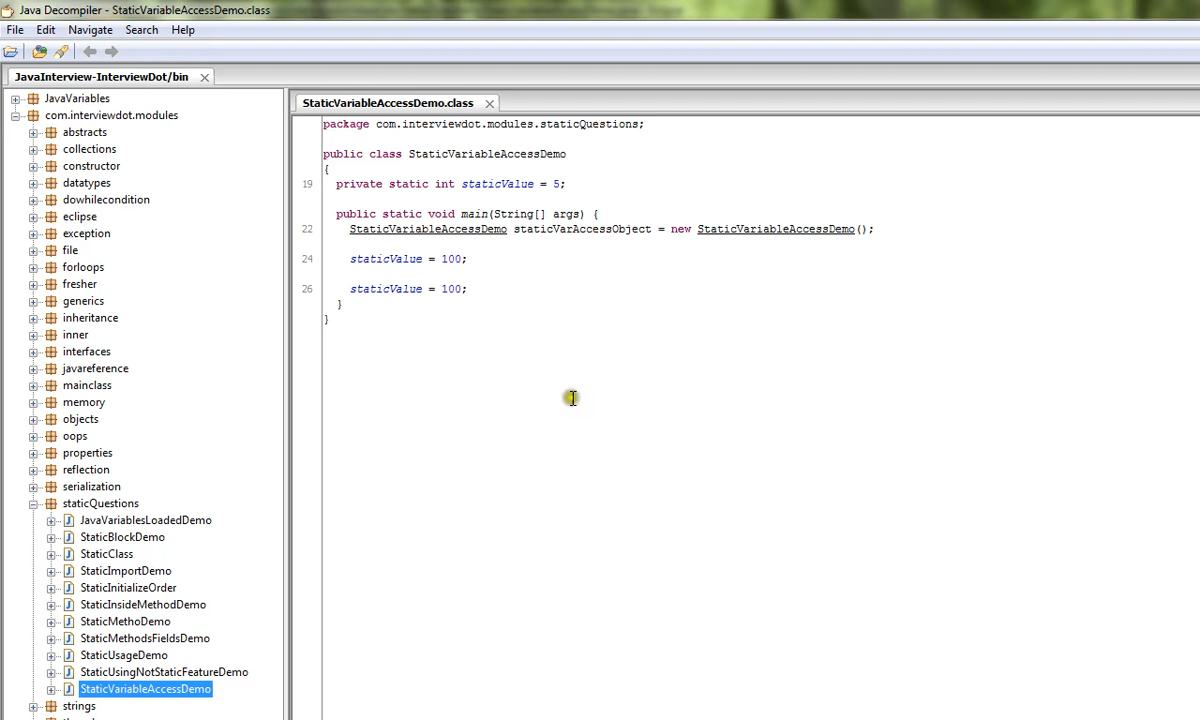 Java Decompiler - StaticVariableAccessDemo.class
File Edit Navigate Search Help
JavaInterview-InterviewDot/bin
JavaVariables
com.interviewdot.modules
abstracts
collections
constructor
datatypes
dowhilecondition
eclipse
exception
file
forloops
fresher
generics
inheritance
inner
interfaces
javareference
mainclass
memory
objects
oops
properties
reflection
serialization
staticQuestions
JavaVariablesLoadedDemo
StaticBlockDemo
StaticClass
StaticImportDemo
StaticInitializeOrder
StaticInsideMethodDemo
StaticMethoDemo
StaticMethodsFieldsDemo
StaticUsageDemo
StaticUsingNotStaticFeatureDemo
StaticVariableAccessDemo
strings
StaticVariableAccessDemo.class
package com.interviewdot.modules.staticQuestions;
public class StaticVariableAccessDemo
{
19 private static int staticValue = 5;
public static void main(String[] args) {
22 StaticVariableAccessDemo staticVarAccessObject = new StaticVariableAccessDemo();
24 staticValue = 100;
26 staticValue = 100;
}
}